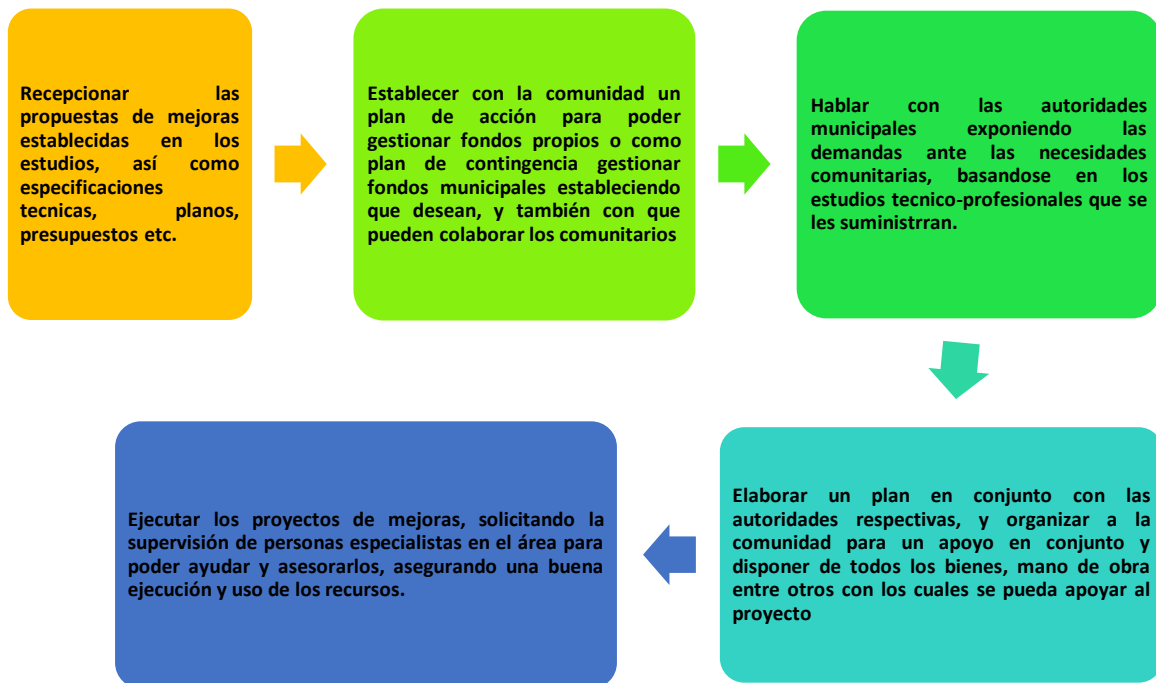 Recepcionar las
propuestas de mejoras
establecidas en los
estudios, así como
especificaciones
tecnicas, planos,
presupuestos etc.
Establecer con la comunidad un
plan de acción para poder
gestionar fondos propios o como
plan de contingencia gestionar
fondos municipales estableciendo
que desean, y también con que
pueden colaborar los comunitarios
Hablar con las autoridades
municipales exponiendo las
demandas ante las necesidades
comunitarias, basandose en los
estudios tecnico-profesionales que se
les suministrran.
Elaborar un plan en conjunto con las
autoridades respectivas, y organizar a la
comunidad para un apoyo en conjunto y
disponer de todos los bienes, mano de obra
entre otros con los cuales se pueda apoyar al
proyecto
Ejecutar los proyectos de mejoras, solicitando la
supervisión de personas especialistas en el área para
poder ayudar y asesorarlos, asegurando una buena
ejecución y uso de los recursos.